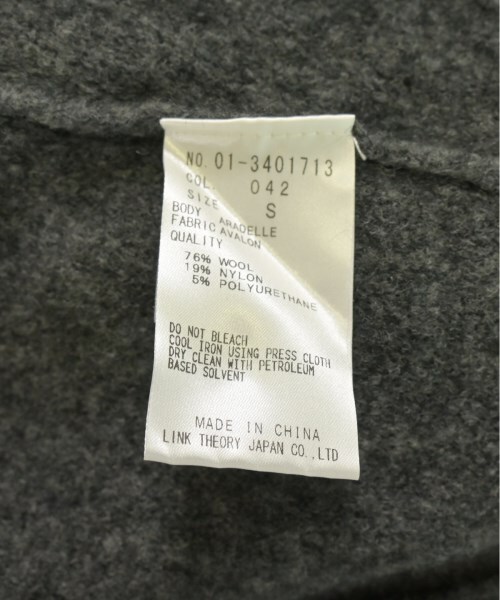 NO. 01-3401713
COL. 042
SIZE S
BODY ARADELLE
FABRIC AVALON
QUALITY
76% WOOL
19% NYLON
5% POLYURETHANE
DO NOT BLEACH
COOL IRON USING PRESS CLOTH
DRY CLEAN WITH PETROLEUM
BASED SOLVENT
MADE IN CHINA
LINK THEORY JAPAN CO.,LTD